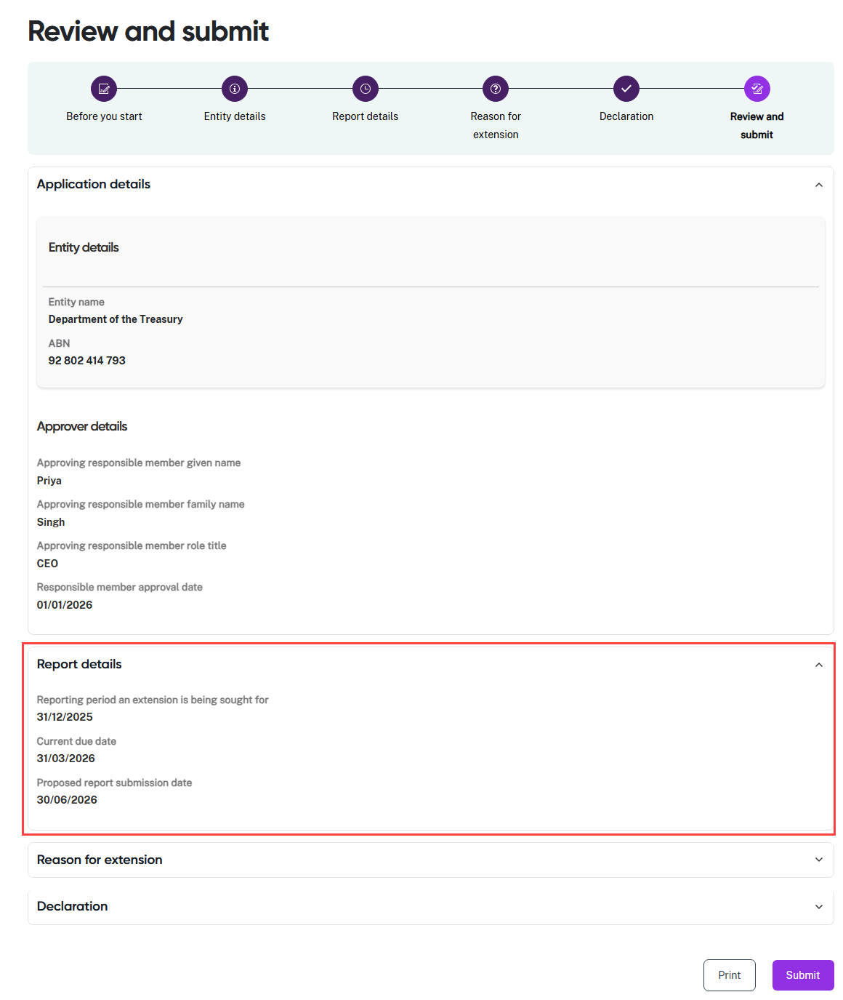 Review and submit
Before you start
Entity details
Report details
Reason for
extension
Declaration
Review and
submit
Application details
Entity details
Entity name
Department of the Treasury
ABN
92 802 414 793
Approver details
Approving responsible member given name
Priya
Approving responsible member family name
Singh
Approving responsible member role title
CEO
Responsible member approval date
01/01/2026
Report details
Reporting period an extension is being sought for
31/12/2025
Current due date
31/03/2026
Proposed report submission date
30/06/2026
Reason for extension
Declaration
Print
Submit